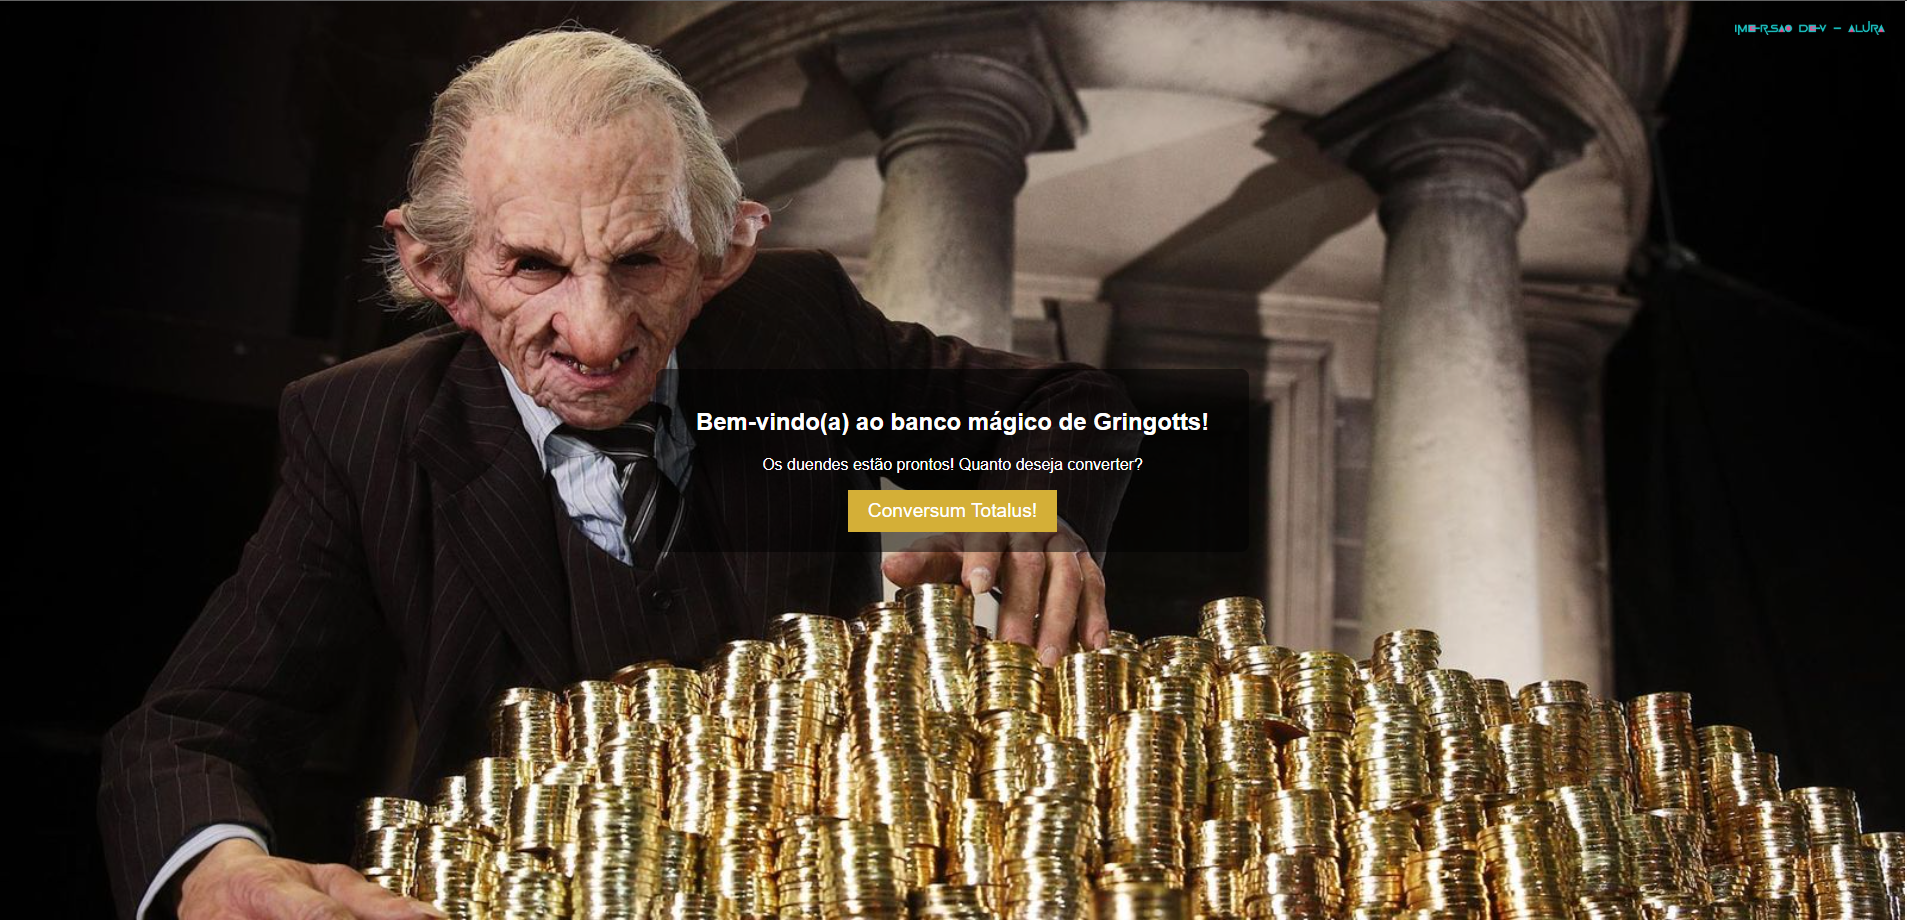 IMERSAO DEV - ALURA
Bem-vindo(a) ao banco mágico de Gringotts!
Os duendes estão prontos! Quanto deseja converter?
Conversum Totalus!